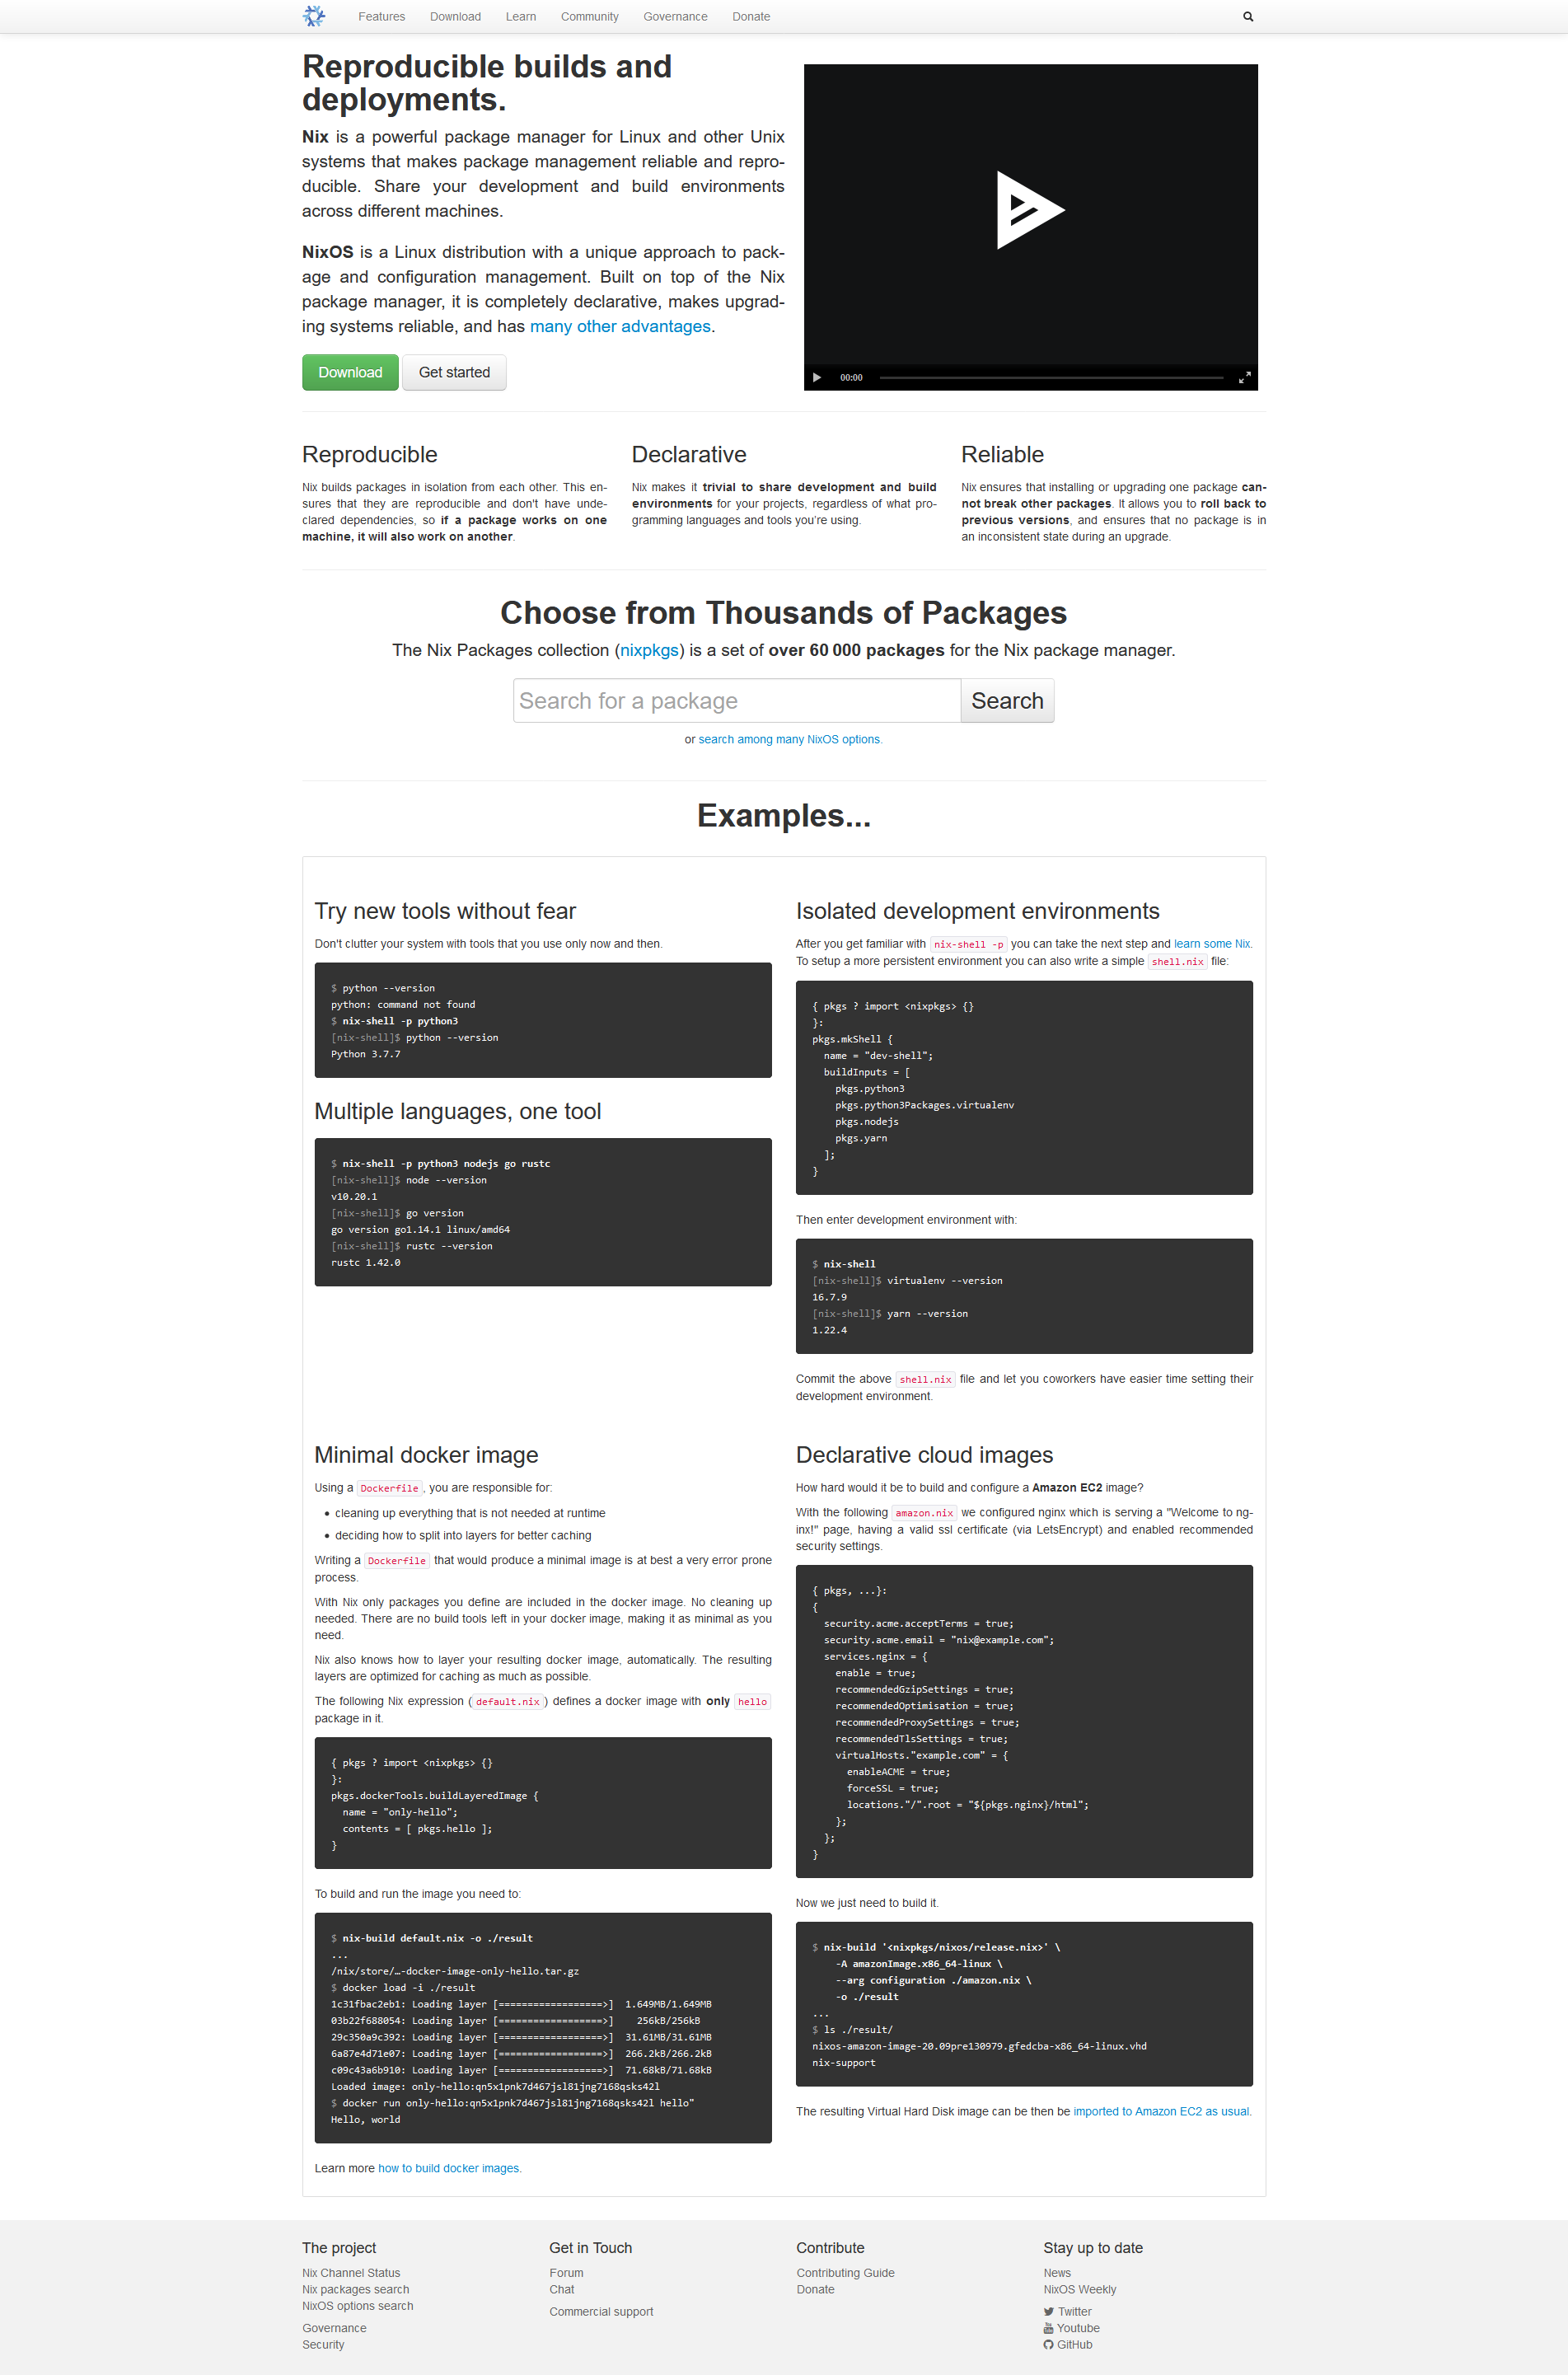 Features Download Learn Community Governance Donate
Reproducible builds and
deployments.
Nix is a powerful package manager for Linux and other Unix
systems that makes package management reliable and repro-
ducible. Share your development and build environments
across different machines.
NixOS is a Linux distribution with a unique approach to pack-
age and configuration management. Built on top of the Nix
package manager, it is completely declarative, makes upgrad-
ing systems reliable, and has many other advantages.
Download Get started
00:00
Reproducible
Nix builds packages in isolation from each other. This en-
sures that they are reproducible and don't have unde-
clared dependencies, so if a package works on one
machine, it will also work on another.
Declarative
Nix makes it trivial to share development and build
environments for your projects, regardless of what pro-
gramming languages and tools you're using.
Reliable
Nix ensures that installing or upgrading one package can-
not break other packages. It allows you to roll back to
previous versions, and ensures that no package is in
an inconsistent state during an upgrade.
Choose from Thousands of Packages
The Nix Packages collection (nixpkgs) is a set of over 60 000 packages for the Nix package manager.
Search for a package Search
or search among many NixOS options.
Examples...
Try new tools without fear
Don't clutter your system with tools that you use only now and then.
$ python --version
python: command not found
$ nix-shell -p python3
[nix-shell]$ python --version
Python 3.7.7
Multiple languages, one tool
$ nix-shell -p python3 nodejs go rustc
[nix-shell]$ node --version
v10.20.1
[nix-shell]$ go version
go version go1.14.1 linux/amd64
[nix-shell]$ rustc --version
rustc 1.42.0
Isolated development environments
After you get familiar with nix-shell -p you can take the next step and learn some Nix.
To setup a more persistent environment you can also write a simple shell.nix file:
{ pkgs ? import <nixpkgs> {}
}:
pkgs.mkShell {
name = "dev-shell";
buildInputs = [
pkgs.python3
pkgs.python3Packages.virtualenv
pkgs.nodejs
pkgs.yarn
];
}
Then enter development environment with:
$ nix-shell
[nix-shell]$ virtualenv --version
16.7.9
[nix-shell]$ yarn --version
1.22.4
Commit the above shell.nix file and let you coworkers have easier time setting their
development environment.
Minimal docker image
Using a Dockerfile, you are responsible for:
• cleaning up everything that is not needed at runtime
• deciding how to split into layers for better caching
Writing a Dockerfile that would produce a minimal image is at best a very error prone
process.
With Nix only packages you define are included in the docker image. No cleaning up
needed. There are no build tools left in your docker image, making it as minimal as you
need.
Nix also knows how to layer your resulting docker image, automatically. The resulting
layers are optimized for caching as much as possible.
The following Nix expression (default.nix) defines a docker image with only hello
package in it.
{ pkgs ? import <nixpkgs> {}
}:
pkgs.dockerTools.buildLayeredImage {
name = "only-hello";
contents = [ pkgs.hello ];
}
To build and run the image you need to:
$ nix-build default.nix -o ./result
...
/nix/store/…-docker-image-only-hello.tar.gz
$ docker load -i ./result
1c31fbac2eb1: Loading layer [==================>] 1.649MB/1.649MB
03b22f688054: Loading layer [==================>] 256kB/256kB
29c350a9c392: Loading layer [==================>] 31.61MB/31.61MB
6a87e4d71e07: Loading layer [==================>] 266.2kB/266.2kB
c09c43a6b910: Loading layer [==================>] 71.68kB/71.68kB
Loaded image: only-hello:qn5x1pnk7d467jsl81jng7168qsks42l
$ docker run only-hello:qn5x1pnk7d467jsl81jng7168qsks42l hello"
Hello, world
Learn more how to build docker images.
Declarative cloud images
How hard would it be to build and configure a Amazon EC2 image?
With the following amazon.nix we configured nginx which is serving a "Welcome to ng-
inx!" page, having a valid ssl certificate (via LetsEncrypt) and enabled recommended
security settings.
{ pkgs, ...}:
{
security.acme.acceptTerms = true;
security.acme.email = "nix@example.com";
services.nginx = {
enable = true;
recommendedGzipSettings = true;
recommendedOptimisation = true;
recommendedProxySettings = true;
recommendedTlsSettings = true;
virtualHosts."example.com" = {
enableACME = true;
forceSSL = true;
locations."/".root = "${pkgs.nginx}/html";
};
};
}
Now we just need to build it.
$ nix-build '<nixpkgs/nixos/release.nix>' \
-A amazonImage.x86_64-linux \
--arg configuration ./amazon.nix \
-o ./result
...
$ ls ./result/
nixos-amazon-image-20.09pre130979.gfedcba-x86_64-linux.vhd
nix-support
The resulting Virtual Hard Disk image can be then be imported to Amazon EC2 as usual.
The project
Nix Channel Status
Nix packages search
NixOS options search
Governance
Security
Get in Touch
Forum
Chat
Commercial support
Contribute
Contributing Guide
Donate
Stay up to date
News
NixOS Weekly
Twitter
Youtube
GitHub